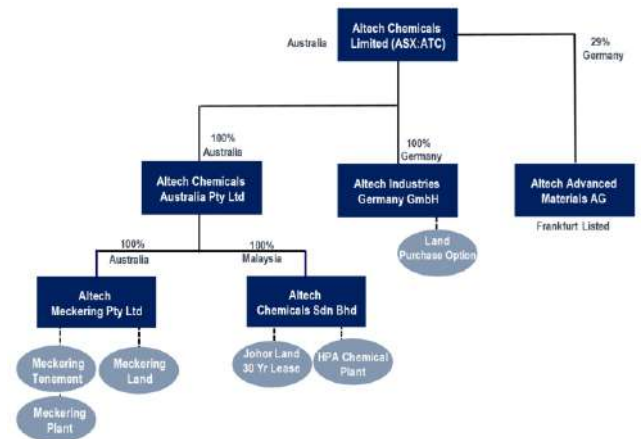 Altech Chemicals
Limited (ASX:ATC)
Australia
29%
Germany
100%
Australia
100%
Germany
Altech Chemicals
Australia Pty Ltd
Altech Industries
Germany GmbH
Altech Advanced
Materials AG
Frankfurt Listed
Land
Purchase Option
100%
Australia
100%
Malaysia
Altech
Meckering Pty Ltd
Altech
Chemicals Sdn Bhd
Meckering
Tenement
Meckering
Land
Johor Land
30 Yr Lease
HPA Chemical
Plant
Meckering
Plant